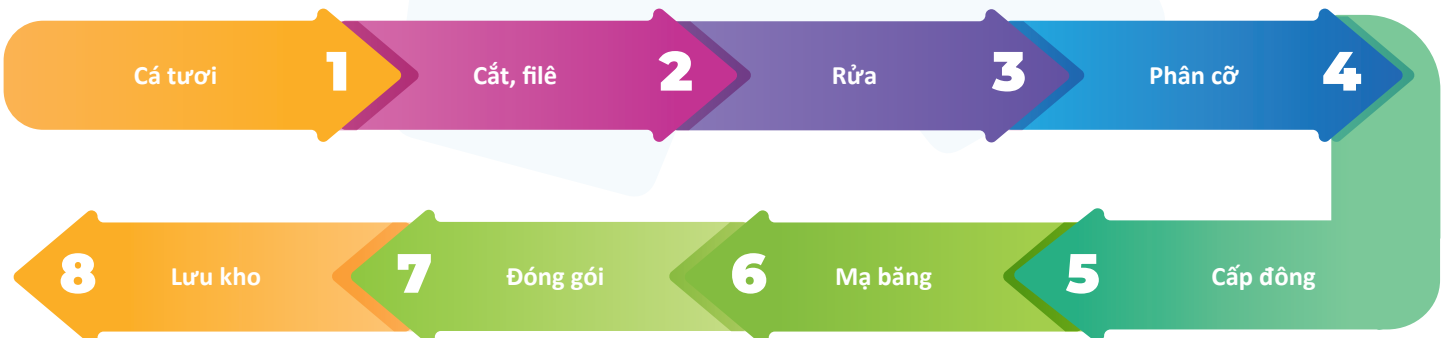 Cá tươi 1
Cắt, filê 2
Rửa 3
Phân cỡ 4
Cấp đông 5
Mạ băng 6
Đóng gói 7
Lưu kho 8